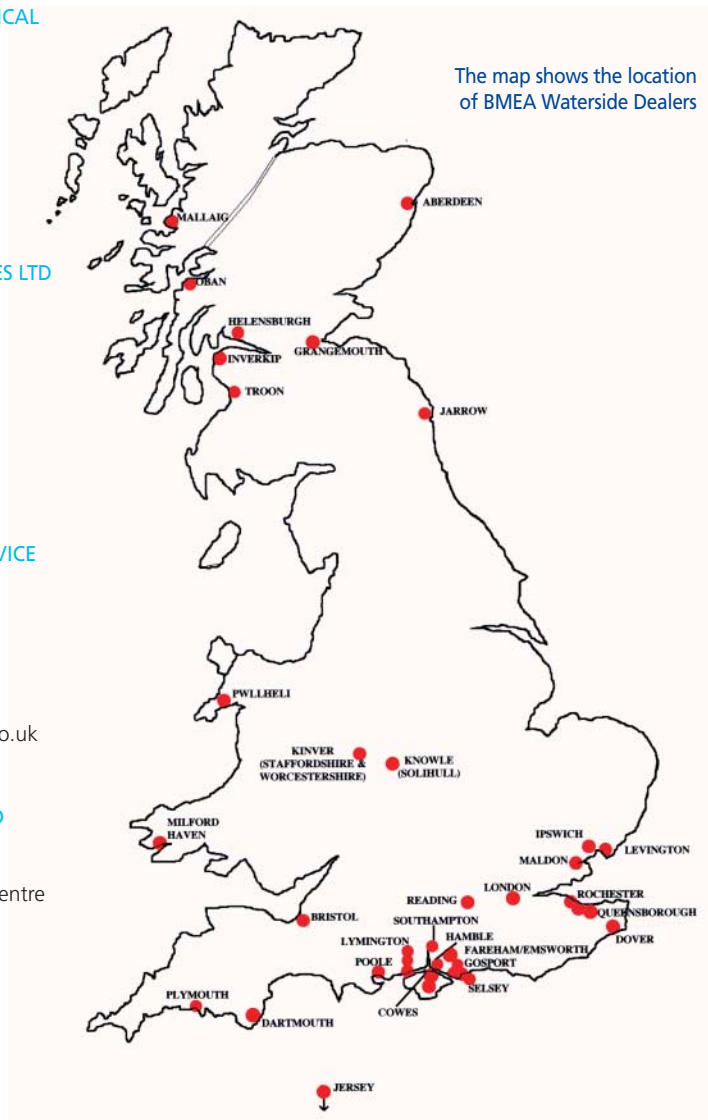 ICAL
ES LTD
VICE
o.uk
D
entre
The map shows the location
of BMEA Waterside Dealers
ABERDEEN
MALLAIG
OBAN
HELENSBURGH
GRANGEMOUTH
INVERKIP
TROON
JARROW
PWLLHELI
KINVER
(STAFFORDSHIRE &
WORCESTERSHIRE)
KNOWLE
(SOLIHULL)
MILFORD
HAVEN
IPSWICH
LEVINGTON
MALDON
LONDON
READING
ROCHESTER
QUEENSBOROUGH
DOVER
BRISTOL
SOUTHAMPTON
HAMBLE
LYMINGTON
FAREHAM/EMSWORTH
POOLE
GOSPORT
SELSEY
COWES
PLYMOUTH
DARTMOUTH
JERSEY